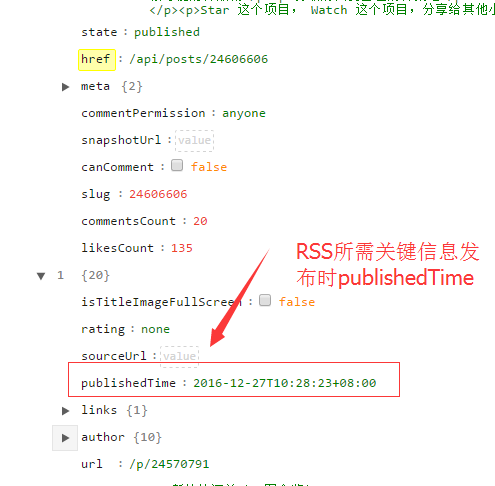 </p><p>Star 这个项目， Watch 这个项目，分享给其他小
state : published
href : /api/posts/24606606
meta {2}
commentPermission : anyone
snapshotUrl : value
canComment : false
slug : 24606606
commentsCount : 20
likesCount : 135
RSS所需关键信息发
布时publishedTime
1 {20}
isTitleImageFullScreen : false
rating : none
sourceUrl : value
publishedTime : 2016-12-27T10:28:23+08:00
links {1}
author {10}
url : /p/24570791